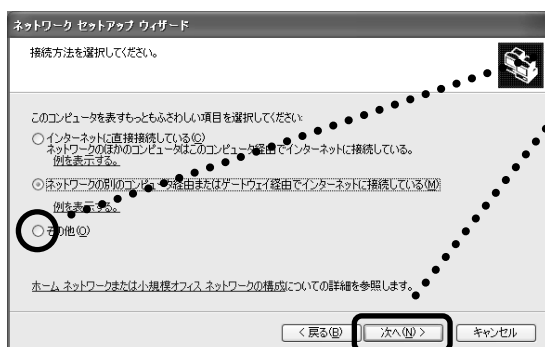 ネットワーク セットアップ ウィザード
接続方法を選択してください。
このコンピュータを表すもっともふさわしい項目を選択してください:
インターネットに直接接続している(C)
ネットワークのほかのコンピュータはこのコンピュータ経由でインターネットに接続している。
例を表示する。
ネットワークの別のコンピュータ経由またはゲートウェイ経由でインターネットに接続している(M)
例を表示する。
その他(O)
ホーム ネットワークまたは小規模オフィス ネットワークの構成についての詳細を参照します。
< 戻る(B) 次へ(N) > キャンセル